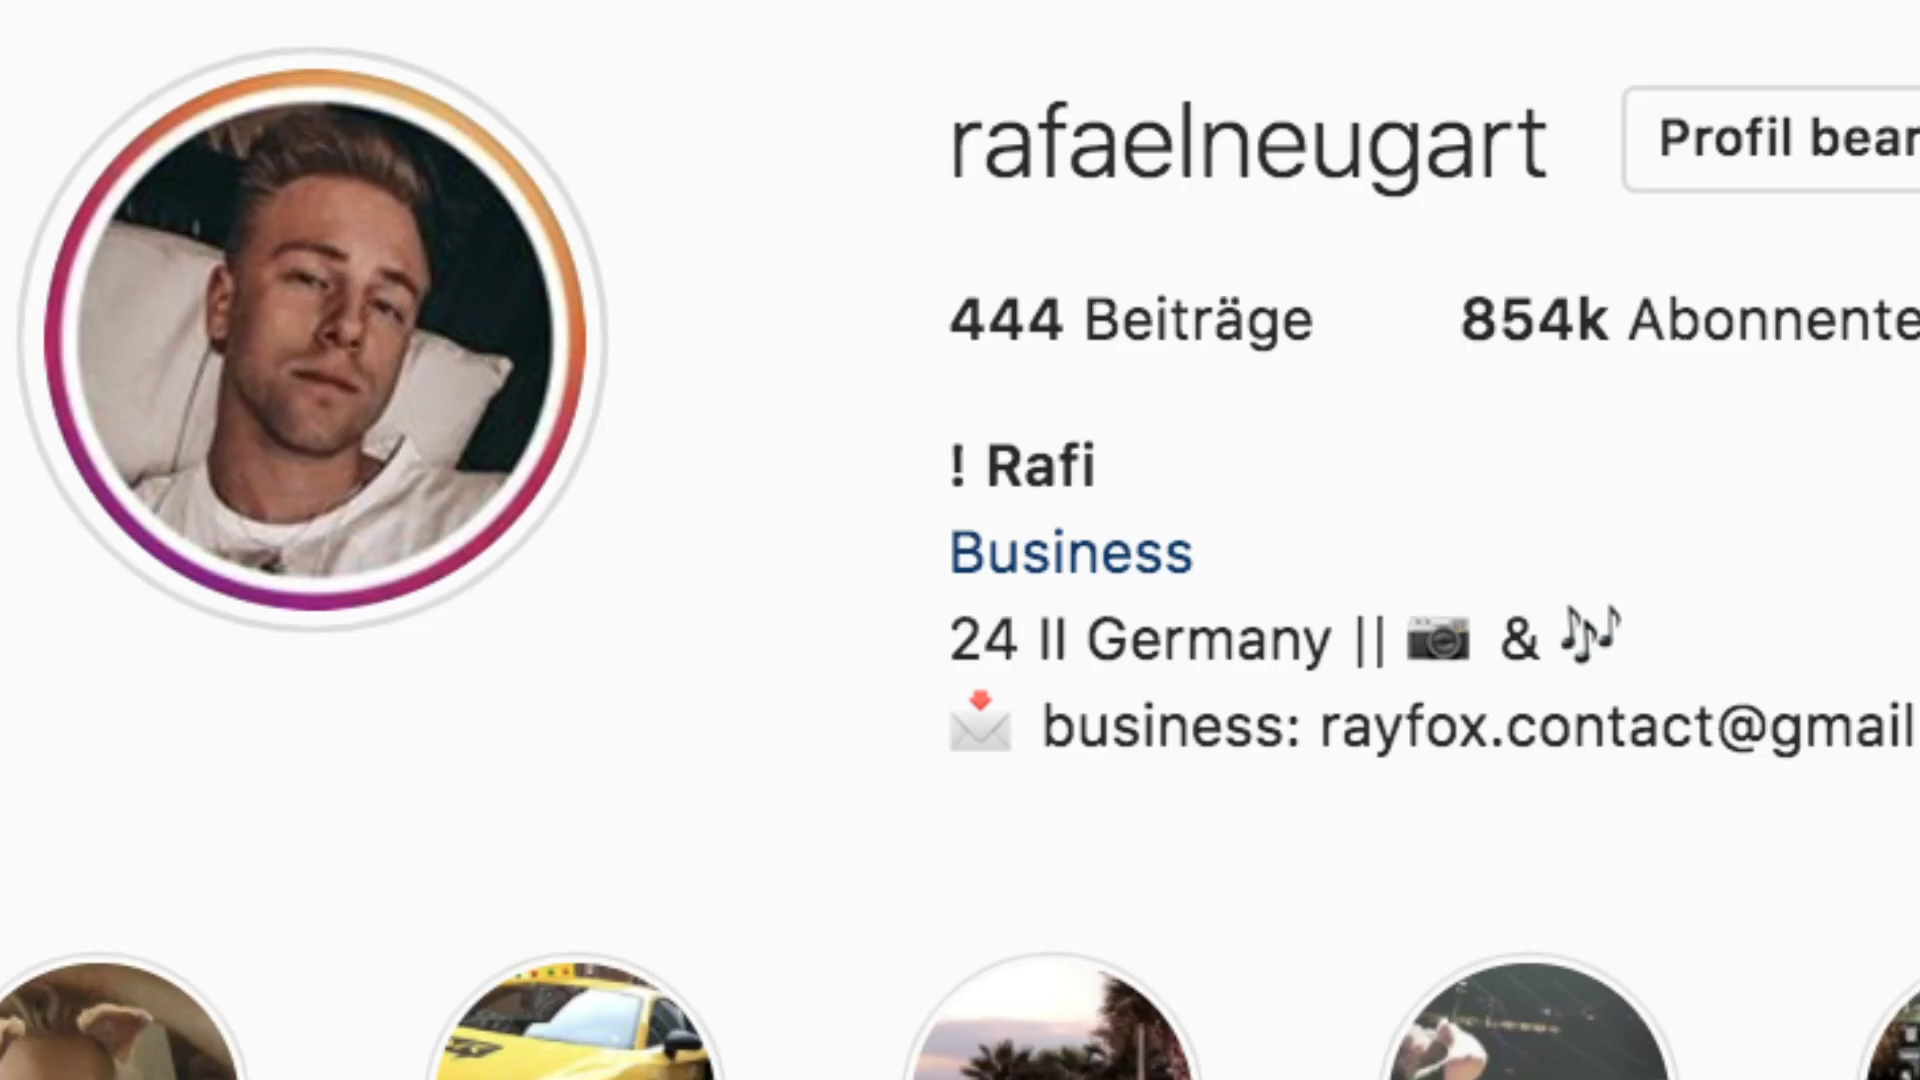 rafaelneugart Profil bear
444 Beiträge 854k Abonnente
! Rafi
Business
24 II Germany || 📷 & 🎶
📩 business: rayfox.contact@gmail